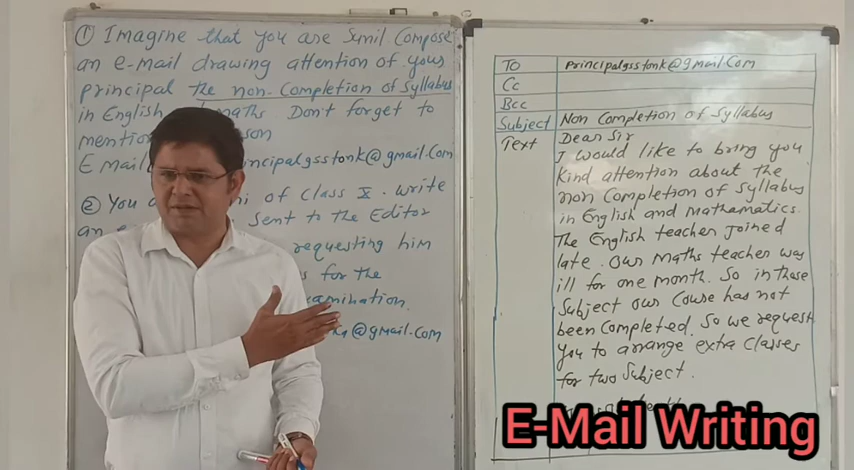 ① Imagine that you are Sunil Compose
an e-mail drawing attention of your
principal the non-Completion of Syllabus
in English maths Don't forget to
mention
E mail principalgsstonk@gmail.com
② You of Class X. write
an sent to the Editor
requesting him
for the
examination.
@gmail.com
To principalgsstonk@gmail.com
Cc
Bcc
Subject Non Completion of Syllabus
Text Dear Sir
I would like to bring you
Kind attention about the
non Completion of Syllabus
in English and Mathematics.
The English teacher Joined
late. Our Maths teacher was
ill for one month. So in these
Subject our Course has not
been Completed. So we request
you to arrange extra Classes
for two Subject.
E-Mail Writing